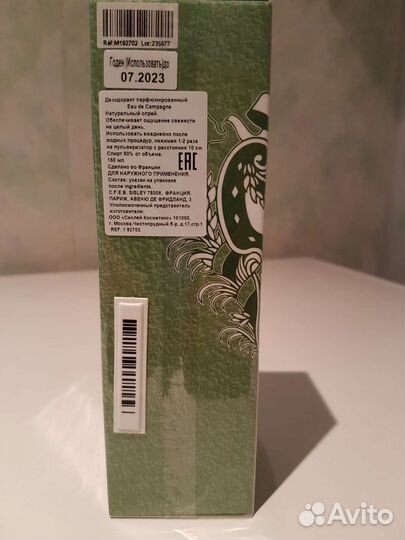 Ref:M192702 Lot:235977
Годен (Использовать)до
07.2023
Дезодорант парфюмированный
Eau de Campagne
Натуральный спрей.
Обеспечивает ощущение свежести
на целый день.
Использовать ежедневно после
водных процедур, нажимая 1-2 раза
на пульверизатор с расстояния 10 см.
Спирт 80% от объема.
150 мл
EAC
Сделано во Франции
ДЛЯ НАРУЖНОГО ПРИМЕНЕНИЯ
Состав: указан на упаковке
после Ingredients.
C.F.E.B. SISLEY 75008, ФРАНЦИЯ,
ПАРИЖ, АВЕНЮ ДЕ ФРИДЛАНД, 3
Уполномоченный представитель
изготовителя:
ООО «Сислей Косметикс» 101000,
г. Москва,Чистопрудный б-р, д.17,стр.1
REF. 1 92702
Avito